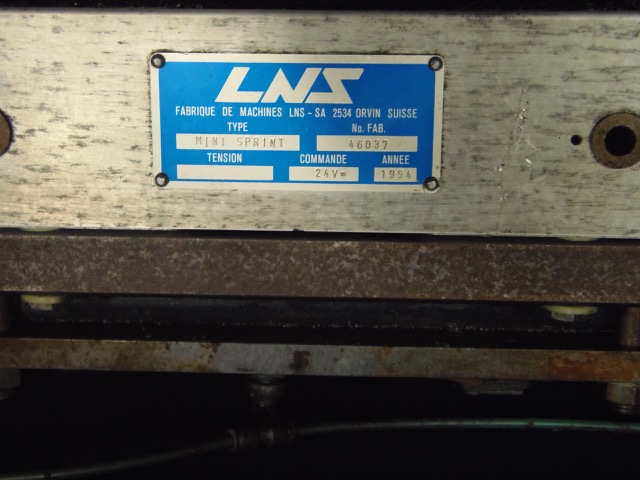 LNS
FABRIQUE DE MACHINES LNS - SA 2534 ORVIN SUISSE
TYPE No. FAB.
MINI SPRINT 46037
TENSION COMMANDE ANNEE
24V= 1994